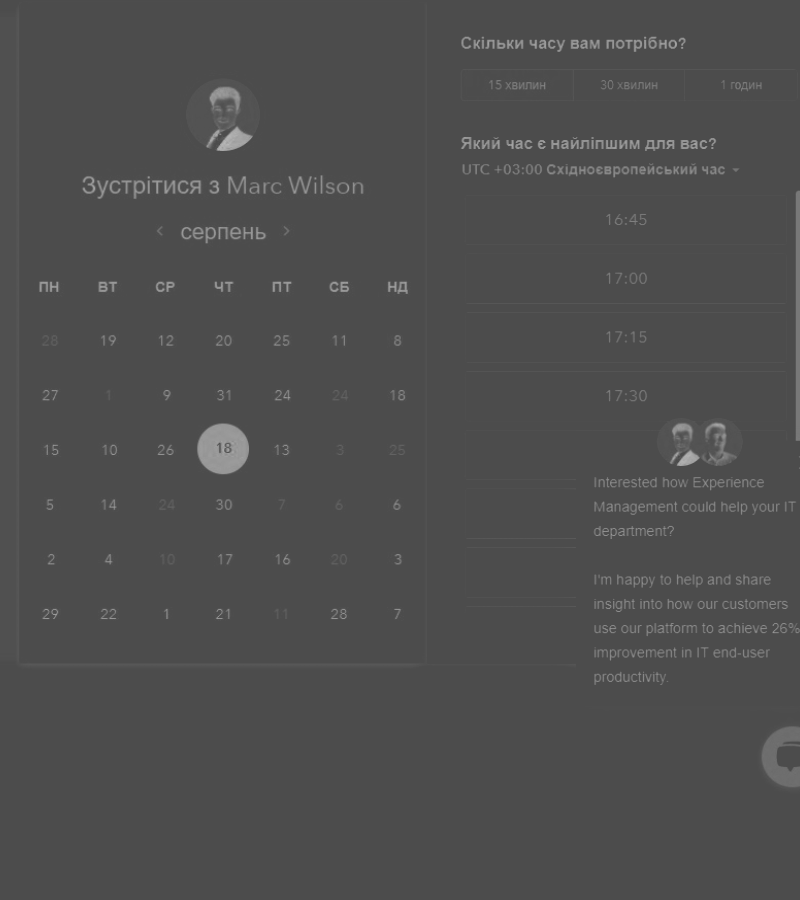 Зустрітися з Marc Wilson
серпень
ПН ВТ СР ЧТ ПТ СБ НД
28 19 12 20 25 11 8
27 1 9 31 24 24 18
15 10 26 18 13 3 25
5 14 24 30 7 6 6
2 4 10 17 16 20 3
29 22 1 21 11 28 7
Скільки часу вам потрібно?
15 хвилин 30 хвилин 1 годин
Який час є найліпшим для вас?
UTC +03:00 Східноєвропейський час
16:45
17:00
17:15
17:30
Interested how Experience
Management could help your IT
department?
I'm happy to help and share
insight into how our customers
use our platform to achieve 26%
improvement in IT end-user
productivity.